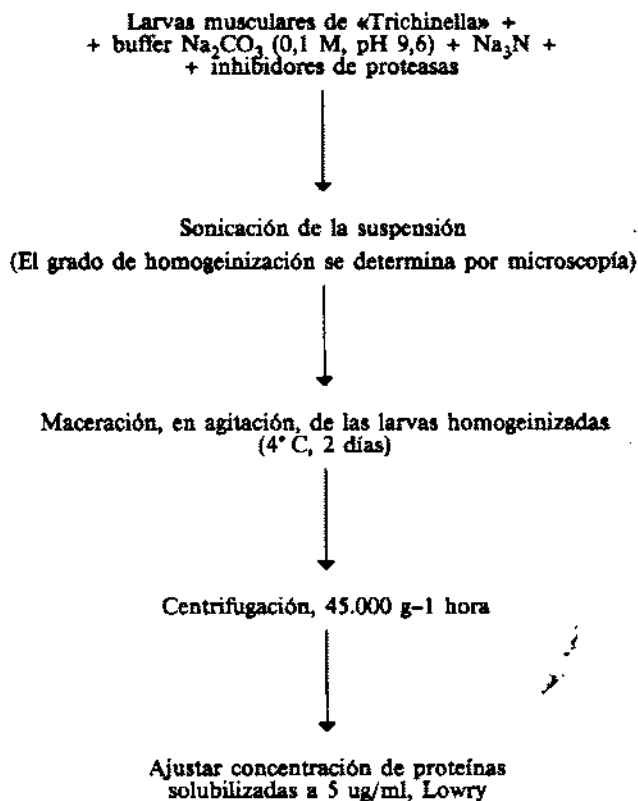 Larvas musculares de «Trichinella» +
+ buffer Na₂CO₃ (0,1 M, pH 9,6) + Na₃N +
+ inhibidores de proteasas
Sonicación de la suspensión
(El grado de homogeinización se determina por microscopía)
Maceración, en agitación, de las larvas homogeinizadas
(4° C, 2 días)
Centrifugación, 45.000 g–1 hora
Ajustar concentración de proteínas
solubilizadas a 5 ug/ml, Lowry